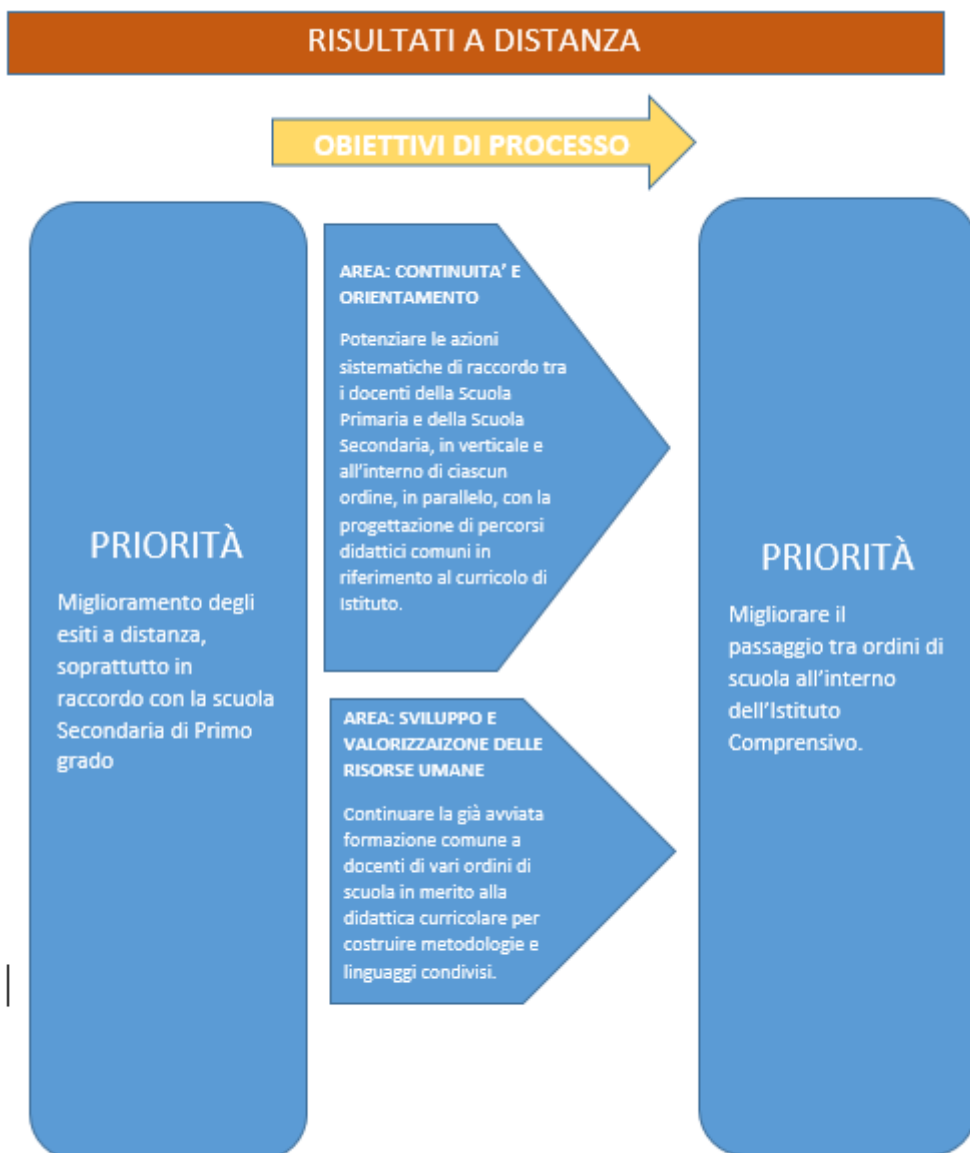 RISULTATI A DISTANZA
OBIETTIVI DI PROCESSO
PRIORITÀ
Miglioramento degli
esiti a distanza,
soprattutto in
raccordo con la scuola
Secondaria di Primo
grado
AREA: CONTINUITA’ E
ORIENTAMENTO
Potenziare le azioni
sistematiche di raccordo tra
i docenti della Scuola
Primaria e della Scuola
Secondaria, in verticale e
all’interno di ciascun
ordine, in parallelo, con la
progettazione di percorsi
didattici comuni in
riferimento al curricolo di
Istituto.
AREA: SVILUPPO E
VALORIZZAIZONE DELLE
RISORSE UMANE
Continuare la già avviata
formazione comune a
docenti di vari ordini di
scuola in merito alla
didattica curricolare per
costruire metodologie e
linguaggi condivisi.
PRIORITÀ
Migliorare il
passaggio tra ordini di
scuola all’interno
dell’Istituto
Comprensivo.